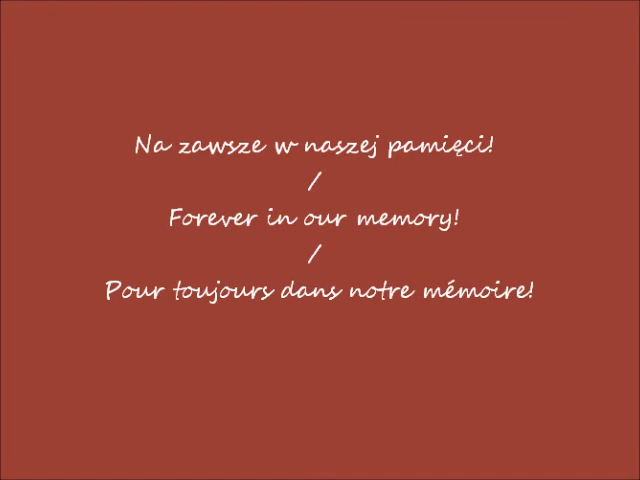 Na zawsze w naszej pamięci!
/
Forever in our memory!
/
Pour toujours dans notre mémoire!